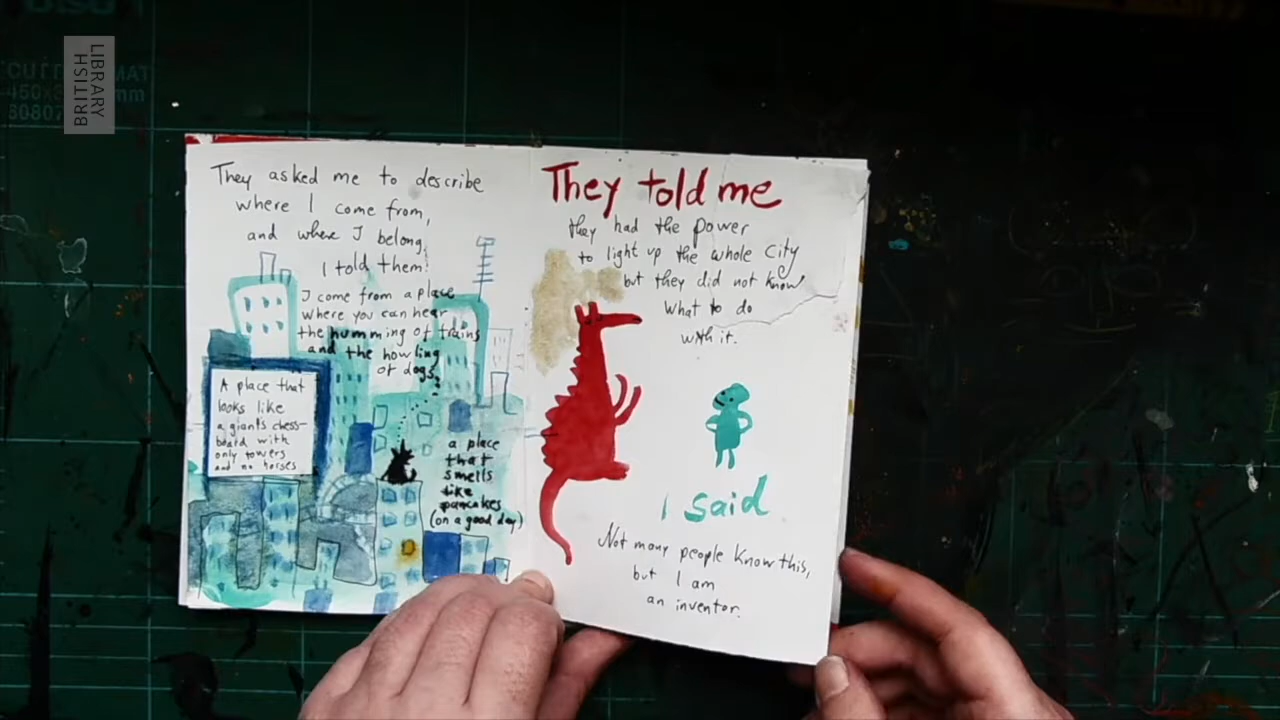 BRITISH
LIBRARY
They asked me to describe
where I come from,
and where I belong.
I told them:
I come from a place
where you can hear
the humming of trains
and the howling
of dogs
A place that
looks like
a giant's chess-
board with
only towers
and no horses
a place
that
smells
like
pancakes
(on a good day)
They told me
they had the power
to light up the whole city
but they did not know
what to do
with it.
I said
Not many people know this,
but I am
an inventor.